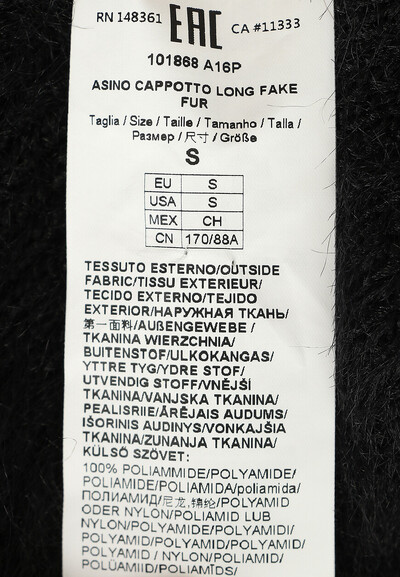 RN 148361 EAC CA #11333
101868 A16P
ASINO CAPPOTTO LONG FAKE
FUR
Taglia / Size / Taille / Tamanho / Talla /
Размер / 尺寸 / Größe
S
EU S
USA S
MEX CH
CN 170/88A
TESSUTO ESTERNO/OUTSIDE
FABRIC/TISSU EXTERIEUR/
TECIDO EXTERNO/TEJIDO
EXTERIOR/НАРУЖНАЯ ТКАНЬ/
第一面料/AUßENGEWEBE /
TKANINA WIERZCHNIA/
BUITENSTOF/ULKOKANGAS/
YTTRE TYG/YDRE STOF/
UTVENDIG STOFF/VNĚJŠÍ
TKANINA/VANJSKA TKANINA/
PEALISRIIE/ĀRĒJAIS AUDUMS/
IŠORINIS AUDINYS/VONKAJŠIA
TKANINA/ZUNANJA TKANINA/
KÜLSŐ SZÖVET:
100% POLIAMMIDE/POLYAMIDE/
POLIAMIDE/POLIAMIDA/poliamida/
ПОЛИАМИД/尼龙,锦纶/POLYAMID
ODER NYLON/POLIAMID LUB
NYLON/POLYAMIDE/POLYAMIDI/
POLYAMID/POLYAMID/POLYAMID/
POLYAMID / NYLON/POLIAMID/
POLÜAMIID/POLIAMĪDS/